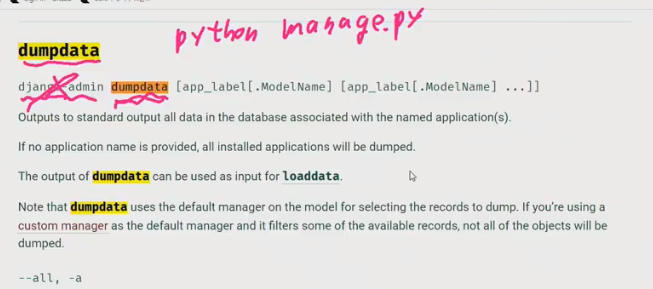 python manage.py
dumpdata
django-admin dumpdata [app_label[.ModelName] [app_label[.ModelName] ...]]
Outputs to standard output all data in the database associated with the named application(s).
If no application name is provided, all installed applications will be dumped.
The output of dumpdata can be used as input for loaddata.
Note that dumpdata uses the default manager on the model for selecting the records to dump. If you're using a
custom manager as the default manager and it filters some of the available records, not all of the objects will be
dumped.
--all, -a